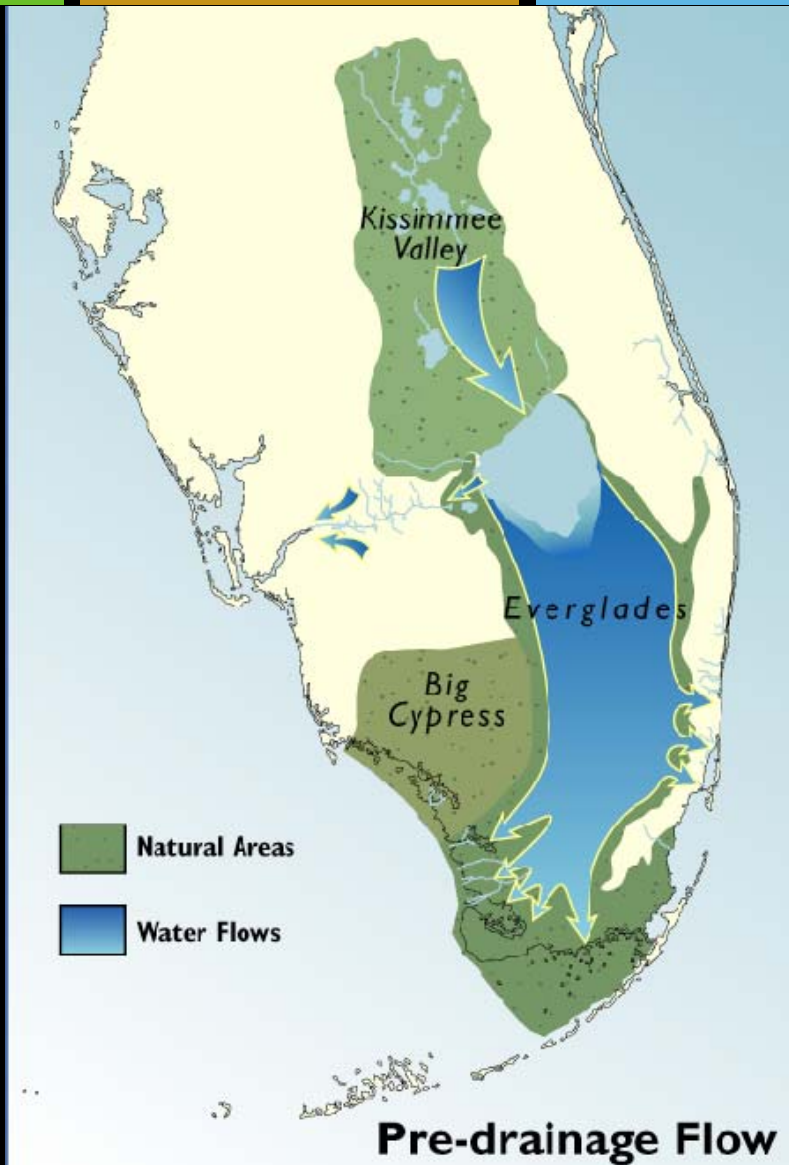 Kissimmee
Valley
Everglades
Big
Cypress
Natural Areas
Water Flows
Pre-drainage Flow